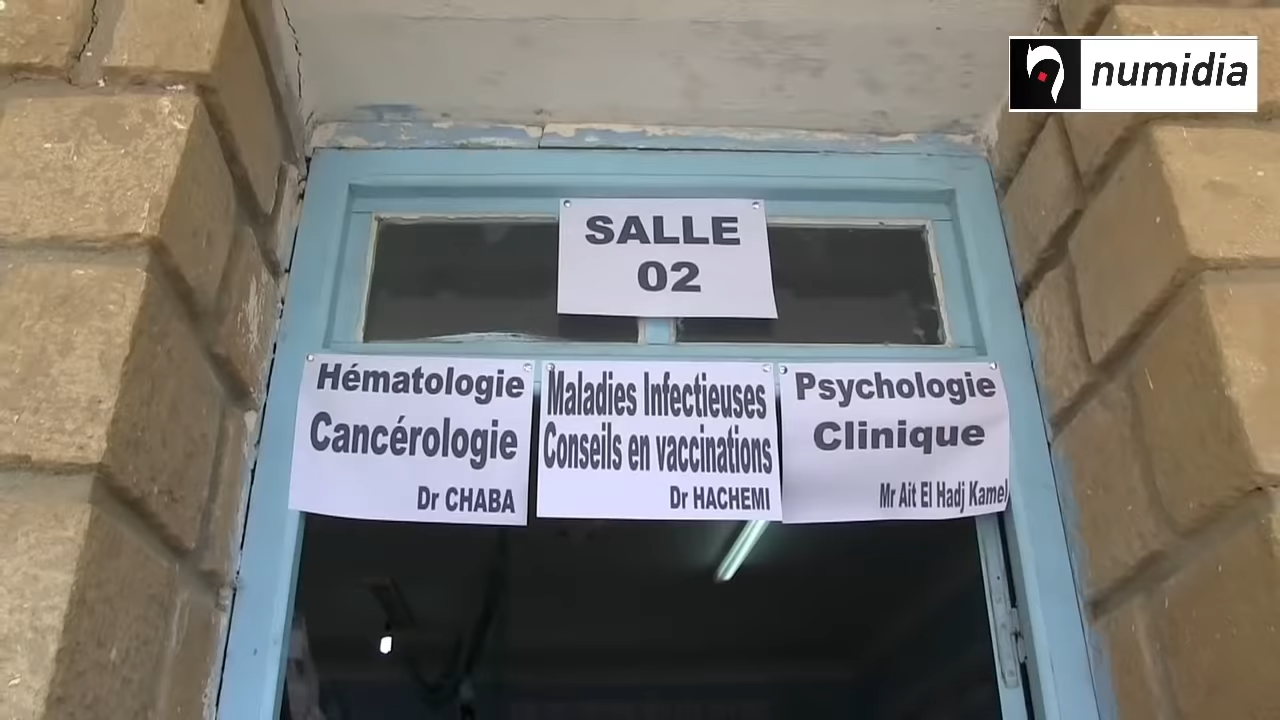 numidia
SALLE
02
Hématologie
Cancérologie
Dr CHABA
Maladies Infectieuses
Conseils en vaccinations
Dr HACHEMI
Psychologie
Clinique
Mr Ait El Hadj Kamel